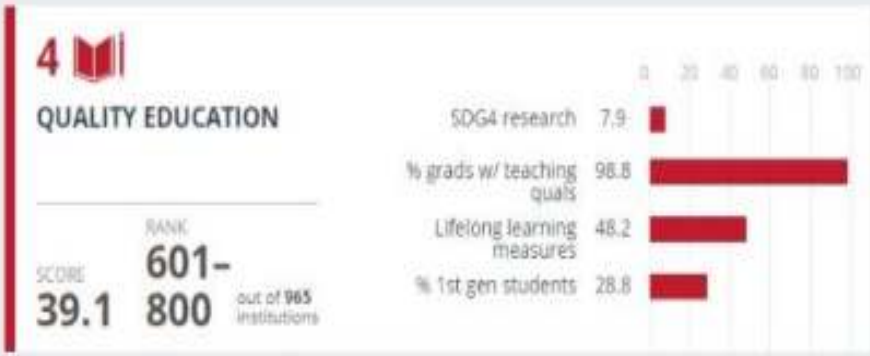 4
QUALITY EDUCATION
SCORE
39.1
RANK
601–
800
out of 965
institutions
0 20 40 60 80 100
SDG4 research 7.9
% grads w/ teaching 98.8
quals
Lifelong learning 48.2
measures
% 1st gen students 28.8